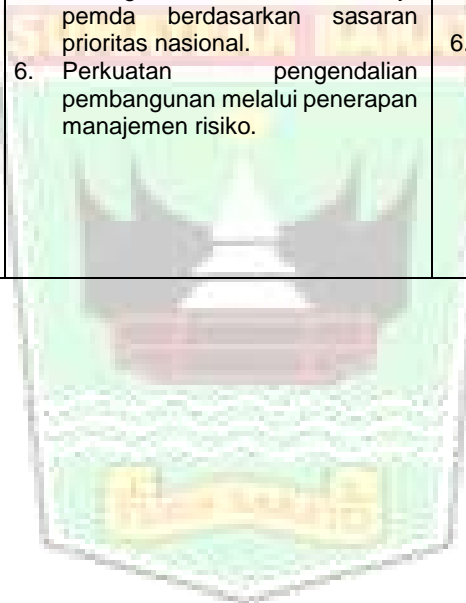 pemda berdasarkan sasaran
prioritas nasional.
6.
6. Perkuatan pengendalian
pembangunan melalui penerapan
manajemen risiko.